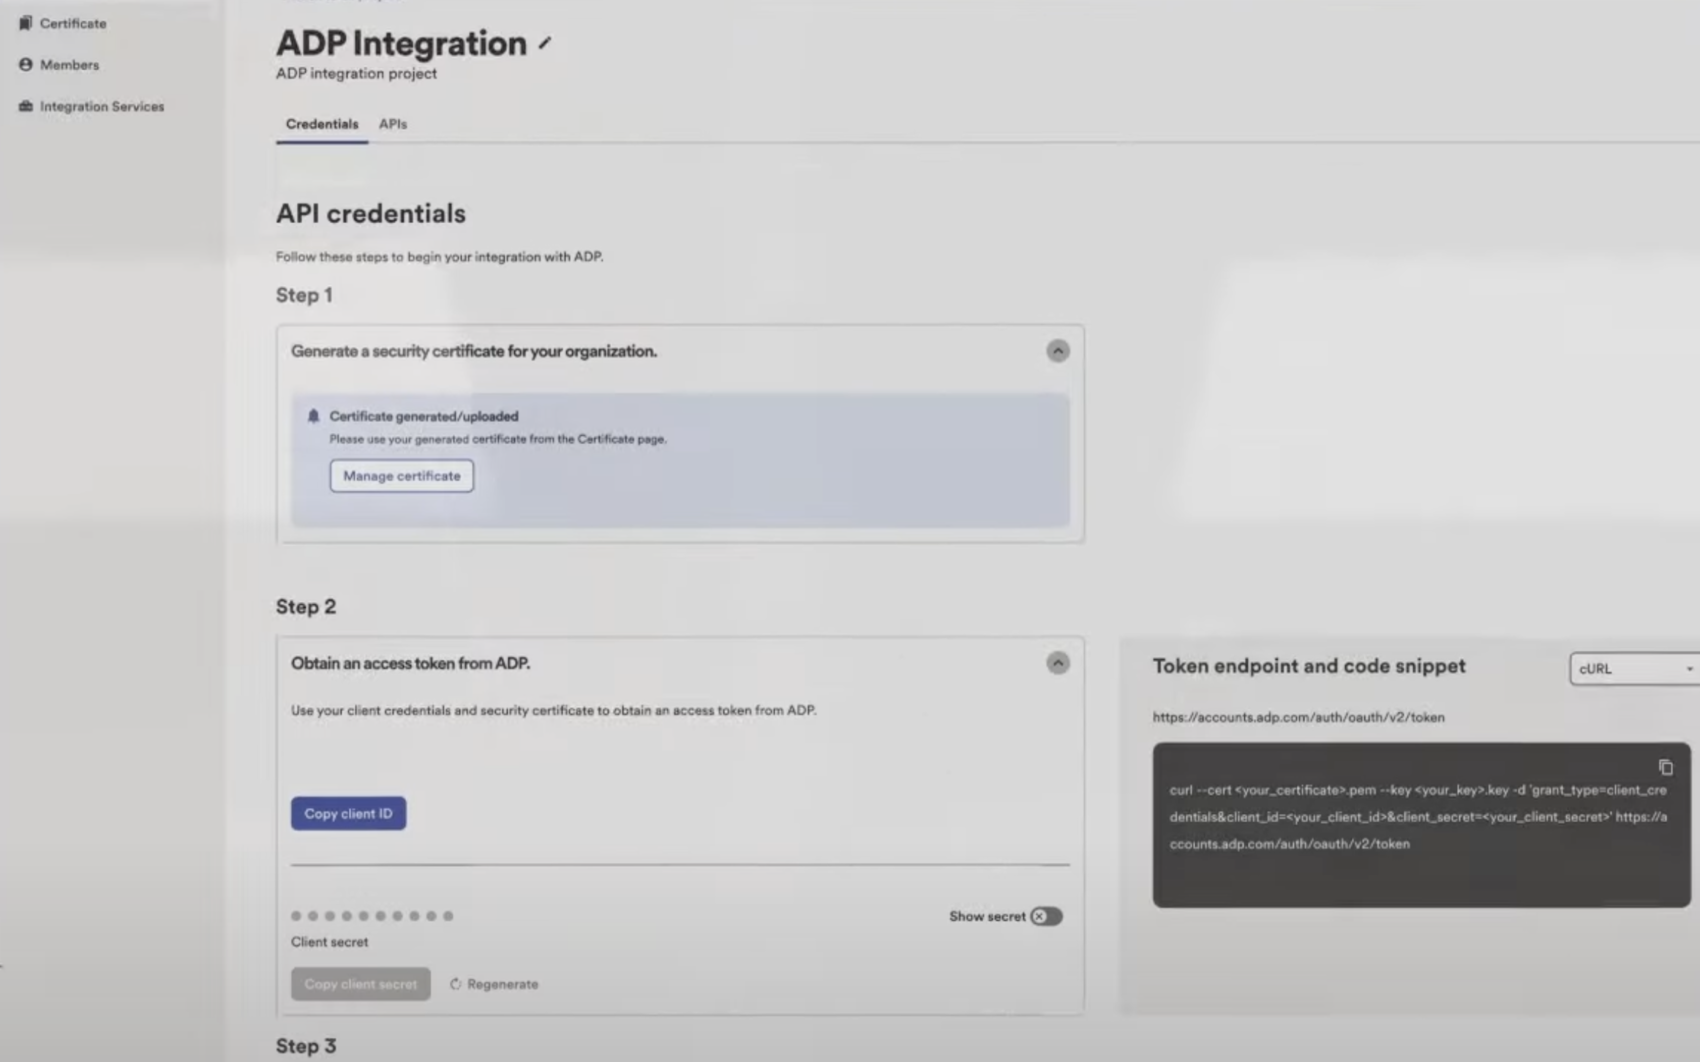 Certificate
Members
Integration Services
ADP Integration
ADP integration project
Credentials APIs
API credentials
Follow these steps to begin your integration with ADP.
Step 1
Generate a security certificate for your organization.
Certificate generated/uploaded
Please use your generated certificate from the Certificate page.
Manage certificate
Step 2
Obtain an access token from ADP.
Use your client credentials and security certificate to obtain an access token from ADP.
Copy client ID
Show secret
Client secret
Copy client secret Regenerate
Token endpoint and code snippet
cURL
https://accounts.adp.com/auth/oauth/v2/token
curl --cert <your_certificate>.pem --key <your_key>.key -d 'grant_type=client_cre
dentials&client_id=<your_client_id>&client_secret=<your_client_secret>' https://a
ccounts.adp.com/auth/oauth/v2/token
Step 3